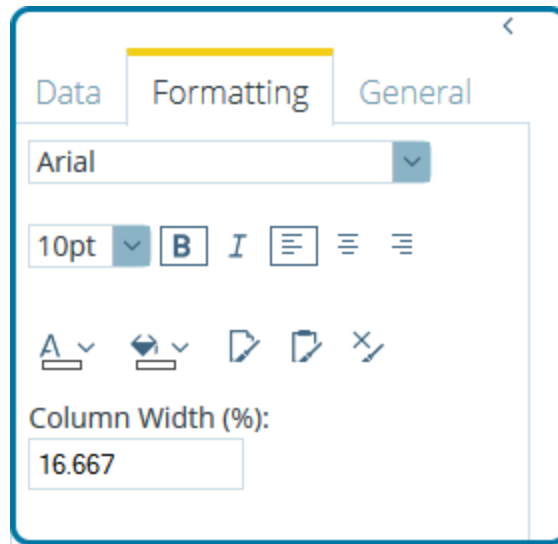 Data Formatting General
Arial
10pt B I
A
Column Width (%):
16.667